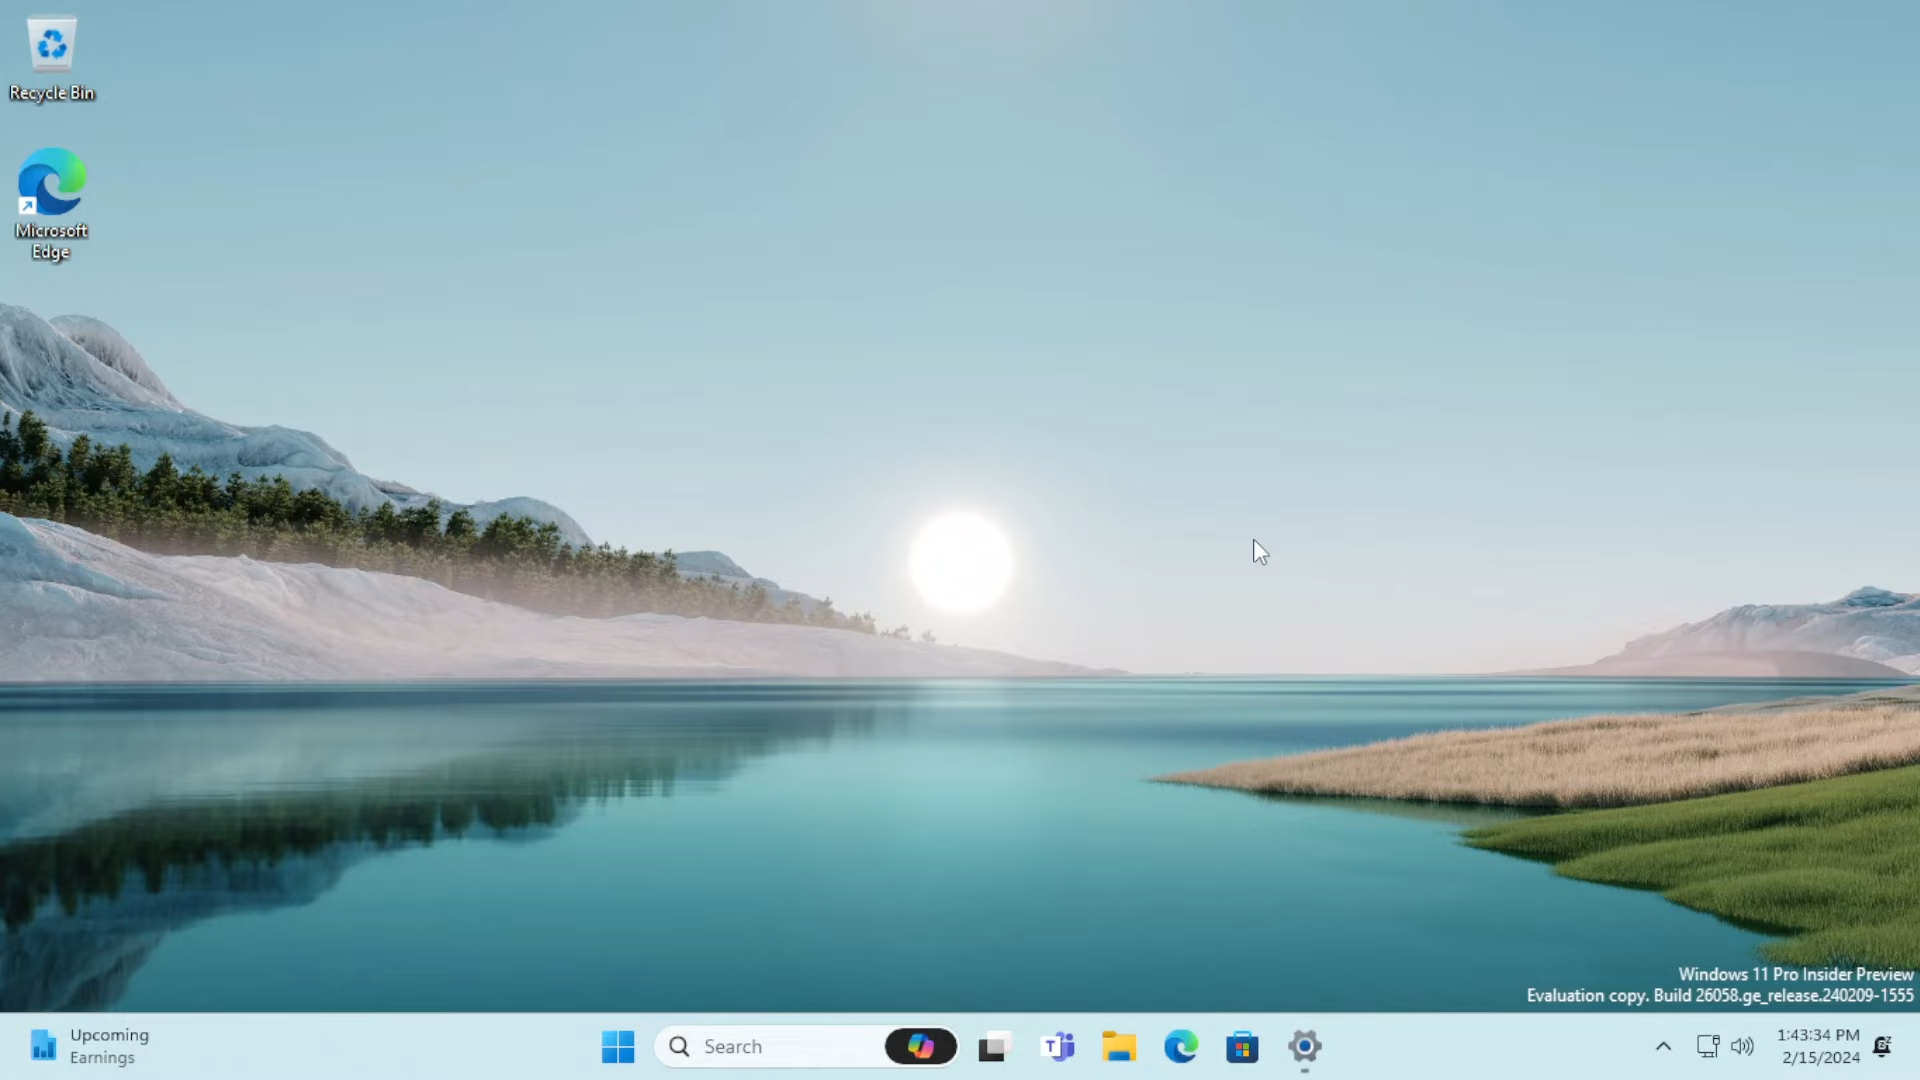 Recycle Bin
Microsoft
Edge
Windows 11 Pro Insider Preview
Evaluation copy. Build 26058.ge_release.240209-1555
Upcoming
Earnings
Search
1:43:34 PM
2/15/2024